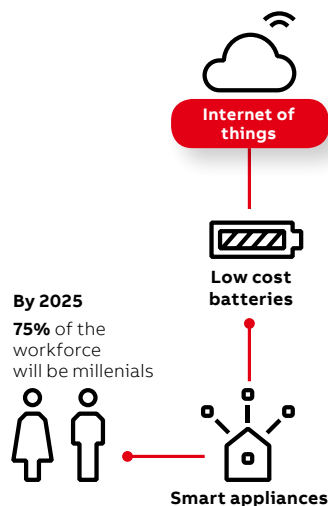 Internet of
things
Low cost
batteries
By 2025
75% of the
workforce
will be millenials
Smart appliances